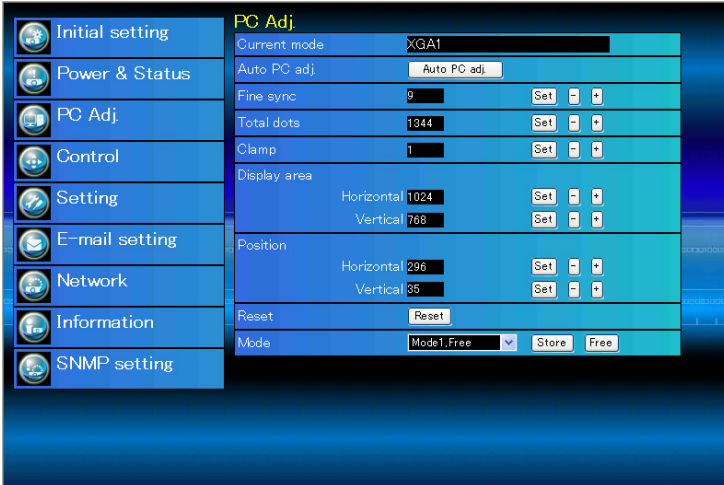 Initial setting
Power & Status
PC Adj.
Control
Setting
E-mail setting
Network
Information
SNMP setting
PC Adj.
Current mode XGA1
Auto PC adj. Auto PC adj.
Fine sync 9 Set - +
Total dots 1344 Set - +
Clamp 1 Set - +
Display area
Horizontal 1024 Set - +
Vertical 768 Set - +
Position
Horizontal 296 Set - +
Vertical 35 Set - +
Reset Reset
Mode Mode1,Free Store Free